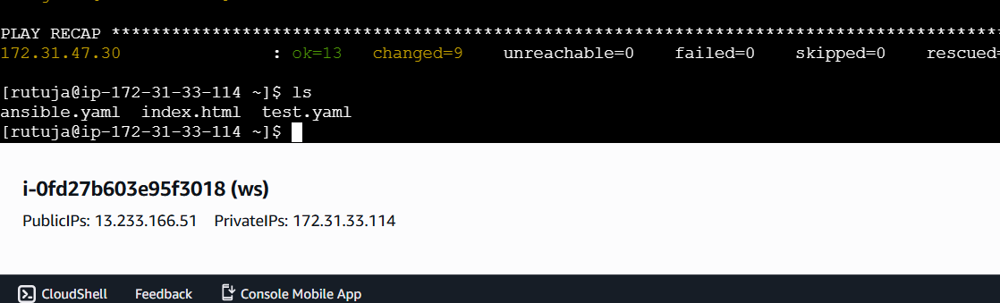 PLAY RECAP ****************************************************************************************
172.31.47.30 : ok=13 changed=9 unreachable=0 failed=0 skipped=0 rescued=
[rutuja@ip-172-31-33-114 ~]$ ls
ansible.yaml index.html test.yaml
[rutuja@ip-172-31-33-114 ~]$
i-0fd27b603e95f3018 (ws)
PublicIPs: 13.233.166.51 PrivateIPs: 172.31.33.114
CloudShell Feedback Console Mobile App